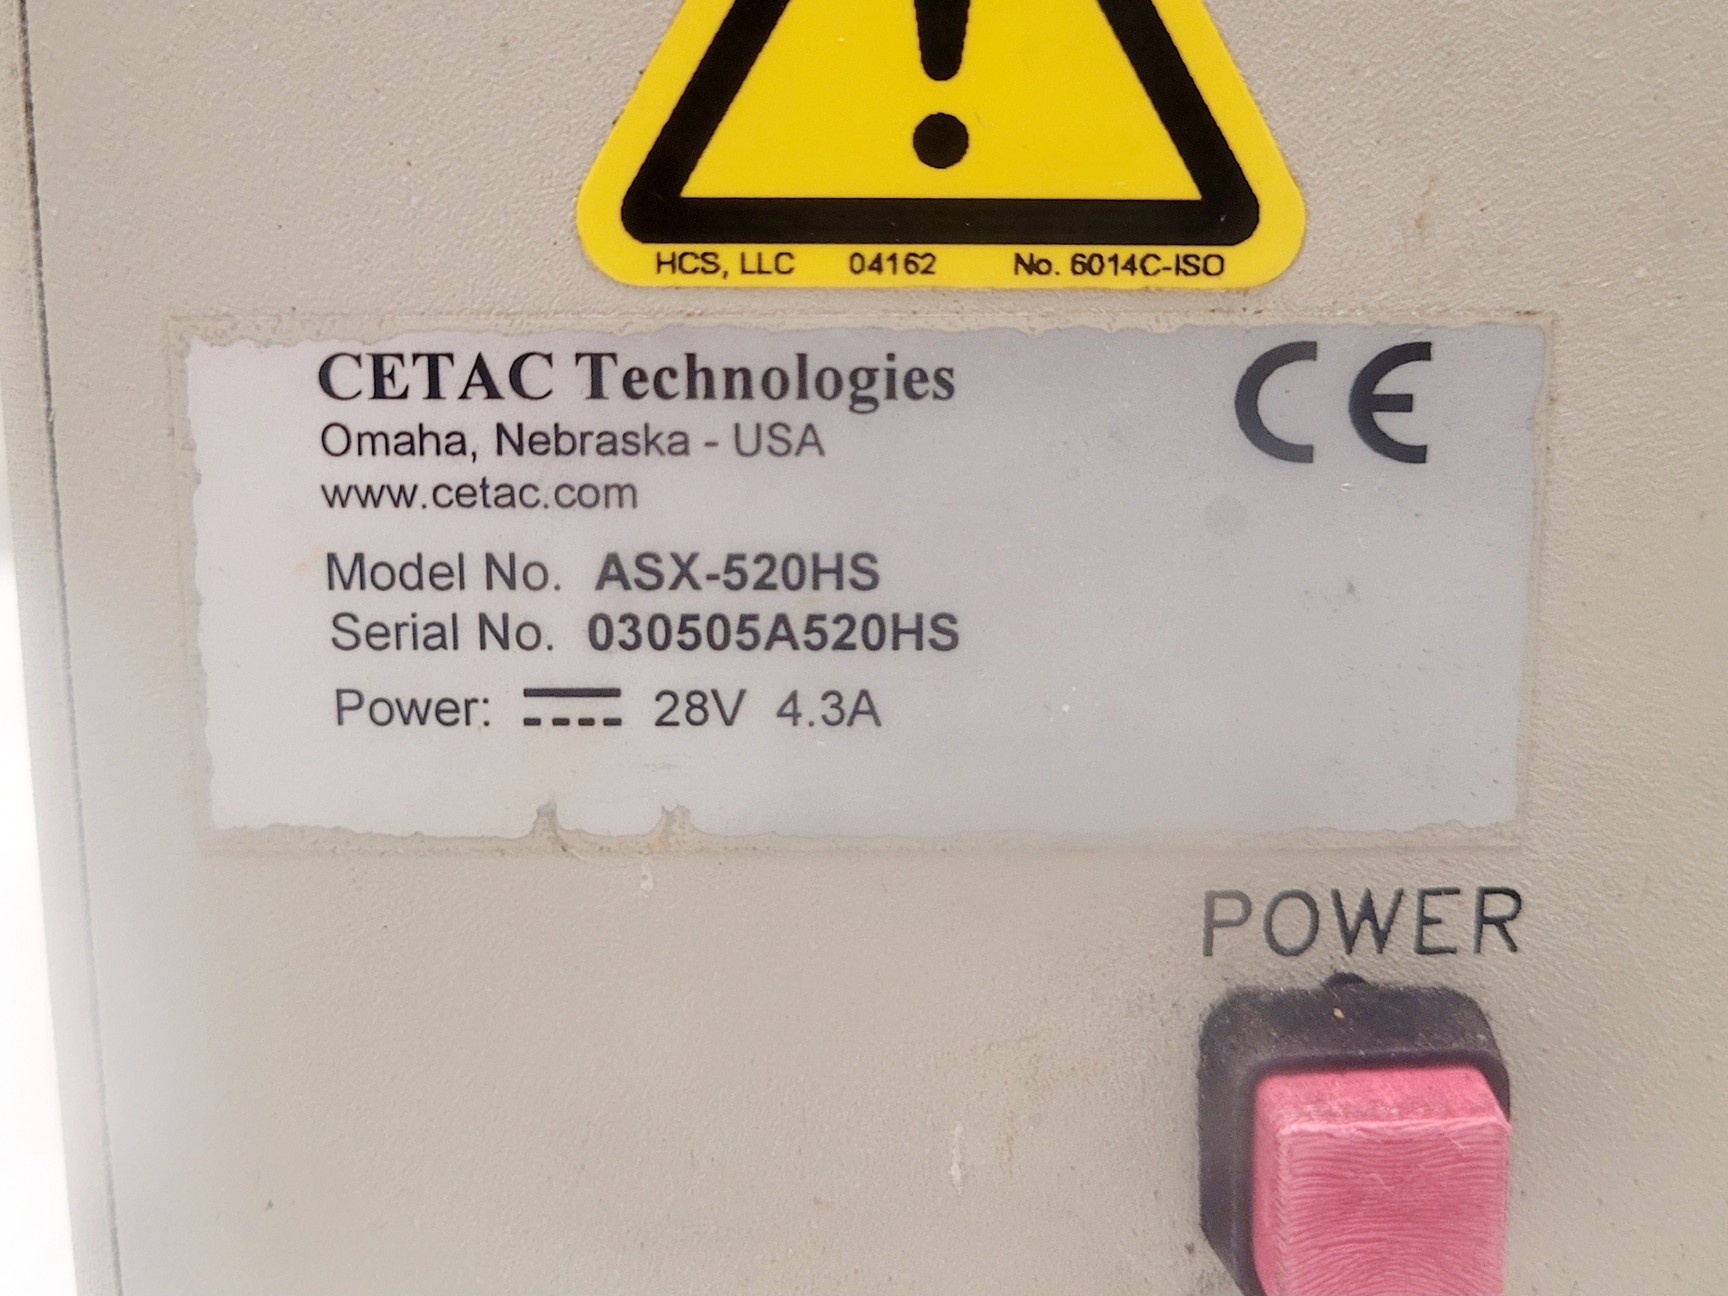 HCS, LLC 04162 No. 6014C-ISO
CETAC Technologies
CE
Omaha, Nebraska - USA
www.cetac.com
Model No. ASX-520HS
Serial No. 030505A520HS
Power: 28V 4.3A
POWER